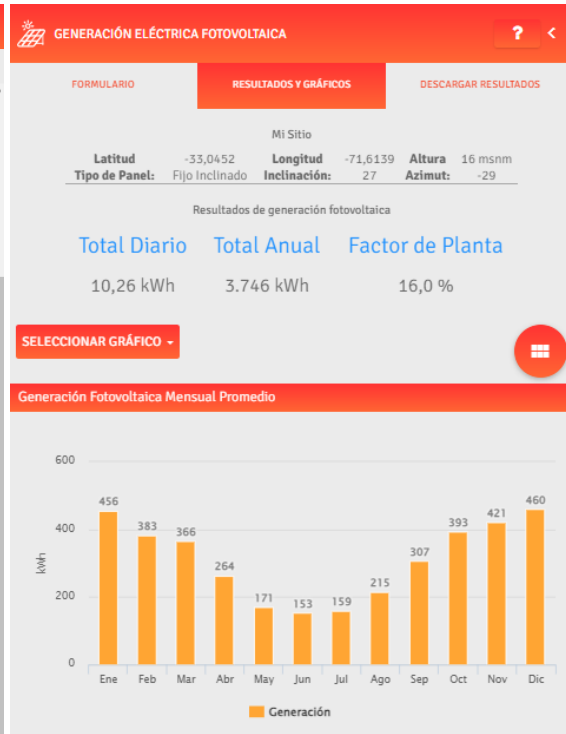 GENERACIÓN ELÉCTRICA FOTOVOLTAICA ? <
FORMULARIO RESULTADOS Y GRÁFICOS DESCARGAR RESULTADOS
Mi Sitio
Latitud -33,0452 Longitud -71,6139 Altura 16 msnm
Tipo de Panel: Fijo Inclinado Inclinación: 27 Azimut: -29
Resultados de generación fotovoltaica
Total Diario Total Anual Factor de Planta
10,26 kWh 3.746 kWh 16,0 %
SELECCIONAR GRÁFICO
Generación Fotovoltaica Mensual Promedio
kWh
600
400
200
0
456 383 366 264 171 153 159 215 307 393 421 460
Ene Feb Mar Abr May Jun Jul Ago Sep Oct Nov Dic
Generación